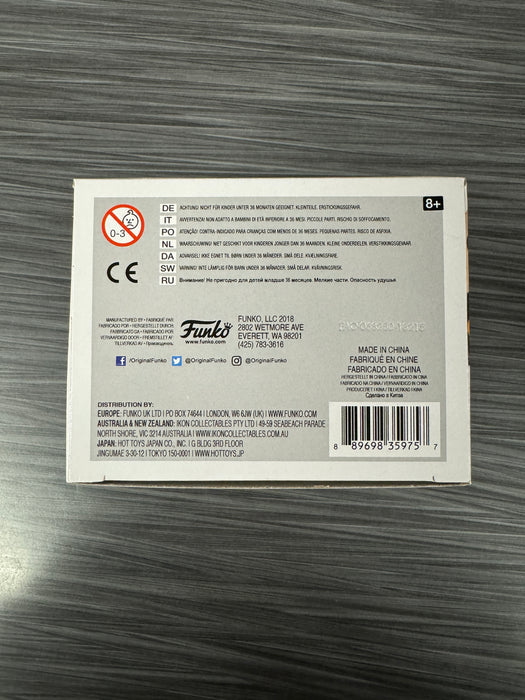 8+
0-3
DE ACHTUNG! NICHT FÜR KINDER UNTER 36 MONATEN GEEIGNET. KLEINTEILE, ERSTICKUNGSGEFAHR.
IT AVVERTENZA! NON ADATTO A BAMBINI DI ETÀ INFERIORE A 36 MESI. PICCOLE PARTI. RISCHIO DI SOFFOCAMENTO.
PO ATENÇÃO! CONTRA-INDICADO PARA CRIANÇAS COM MENOS DE 36 MESES. PEQUENAS PARTES. RISCO DE ASFIXIA.
NL WAARSCHUWING! NIET GESCHIKT VOOR KINDEREN JONGER DAN 36 MAANDEN. KLEINE ONDERDELEN. VERSTIKKINGSGEVAAR
DA ADVARSEL! IKKE EGNET TIL BØRN UNDER 36 MÅNEDER. SMÅ DELE. KVÆLNINGSFARE.
SW VARNING! INTE LÄMPLIG FÖR BARN UNDER 36 MÅNADER. SMÅ DELAR. KVÄVNINGSRISK.
RU Внимание! Не пригодно для детей младше 36 месяцев. Мелкие части. Опасность удушья
CE
MANUFACTURED BY • FABRIQUÉ PAR
FABRICADO POR • HERGESTELLT DURCH
FABRICATO DA • FABRICADO POR
VERVAARDIGD DOOR • FREMSTILLET AF
TILLVERKAD AV • Производитель
Funko
www.funko.com
FUNKO, LLC 2018
2802 WETMORE AVE
EVERETT, WA 98201
(425) 783-3616
/OriginalFunko @OriginalFunko @OriginalFunko
MADE IN CHINA
FABRIQUÉ EN CHINE
FABRICADO EN CHINA
HERGESTELLT IN CHINA / FABRICATO IN CINA
FABRICADO NA CHINA / VERVAARDIGD IN CHINA
PRODUCERET I KINA / TILLVERKAD I KINA
Сделано в Китае
DISTRIBUTION BY:
EUROPE: FUNKO UK LTD | PO BOX 74644 | LONDON, W6 6JW (UK) | WWW.FUNKO.COM
AUSTRALIA & NEW ZEALAND: IKON COLLECTABLES PTY LTD | 49-59 SEABEACH PARADE
NORTH SHORE, VIC 3214 AUSTRALIA | WWW.IKONCOLLECTABLES.COM.AU
JAPAN: HOT TOYS JAPAN CO., INC. | G BLDG 3RD FLOOR
JINGUMAE 3-30-12 | TOKYO 150-0001 | WWW.HOTTOYS.JP
8 89698 35975 7